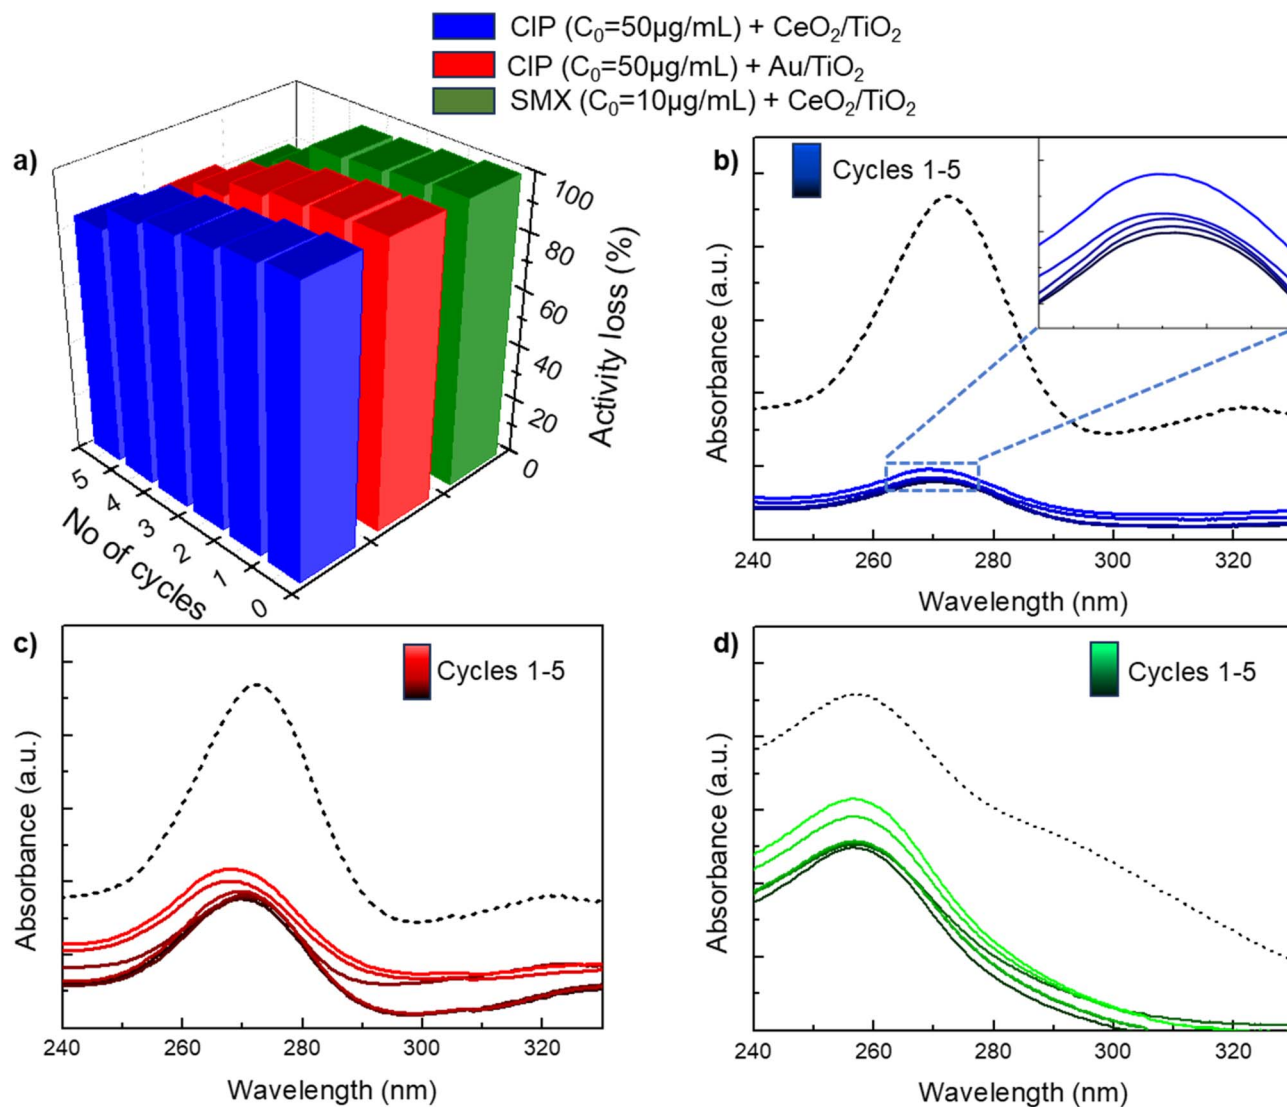 CIP (C₀=50µg/mL) + CeO₂/TiO₂
CIP (C₀=50µg/mL) + Au/TiO₂
SMX (C₀=10µg/mL) + CeO₂/TiO₂
a)
100
80
60
40
20
0
Activity loss (%)
5
4
3
2
1
0
No of cycles
b)
Cycles 1-5
Absorbance (a.u.)
240 260 280 300 320
Wavelength (nm)
c)
Cycles 1-5
Absorbance (a.u.)
240 260 280 300 320
Wavelength (nm)
d)
Cycles 1-5
Absorbance (a.u.)
240 260 280 300 320
Wavelength (nm)